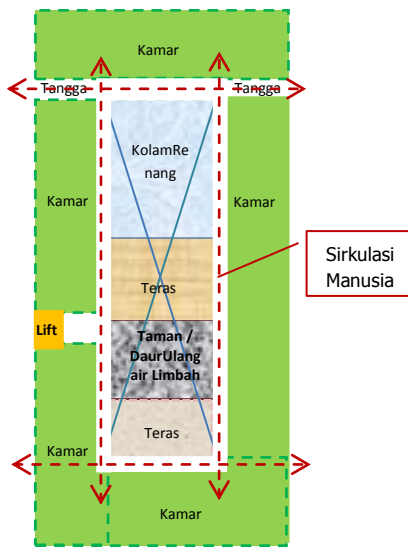 Kamar
Tangga
Tangga
KolamRe
nang
Kamar
Kamar
Sirkulasi
Manusia
Teras
Lift
Taman /
DaurUlang
air Limbah
Teras
Kamar
Kamar